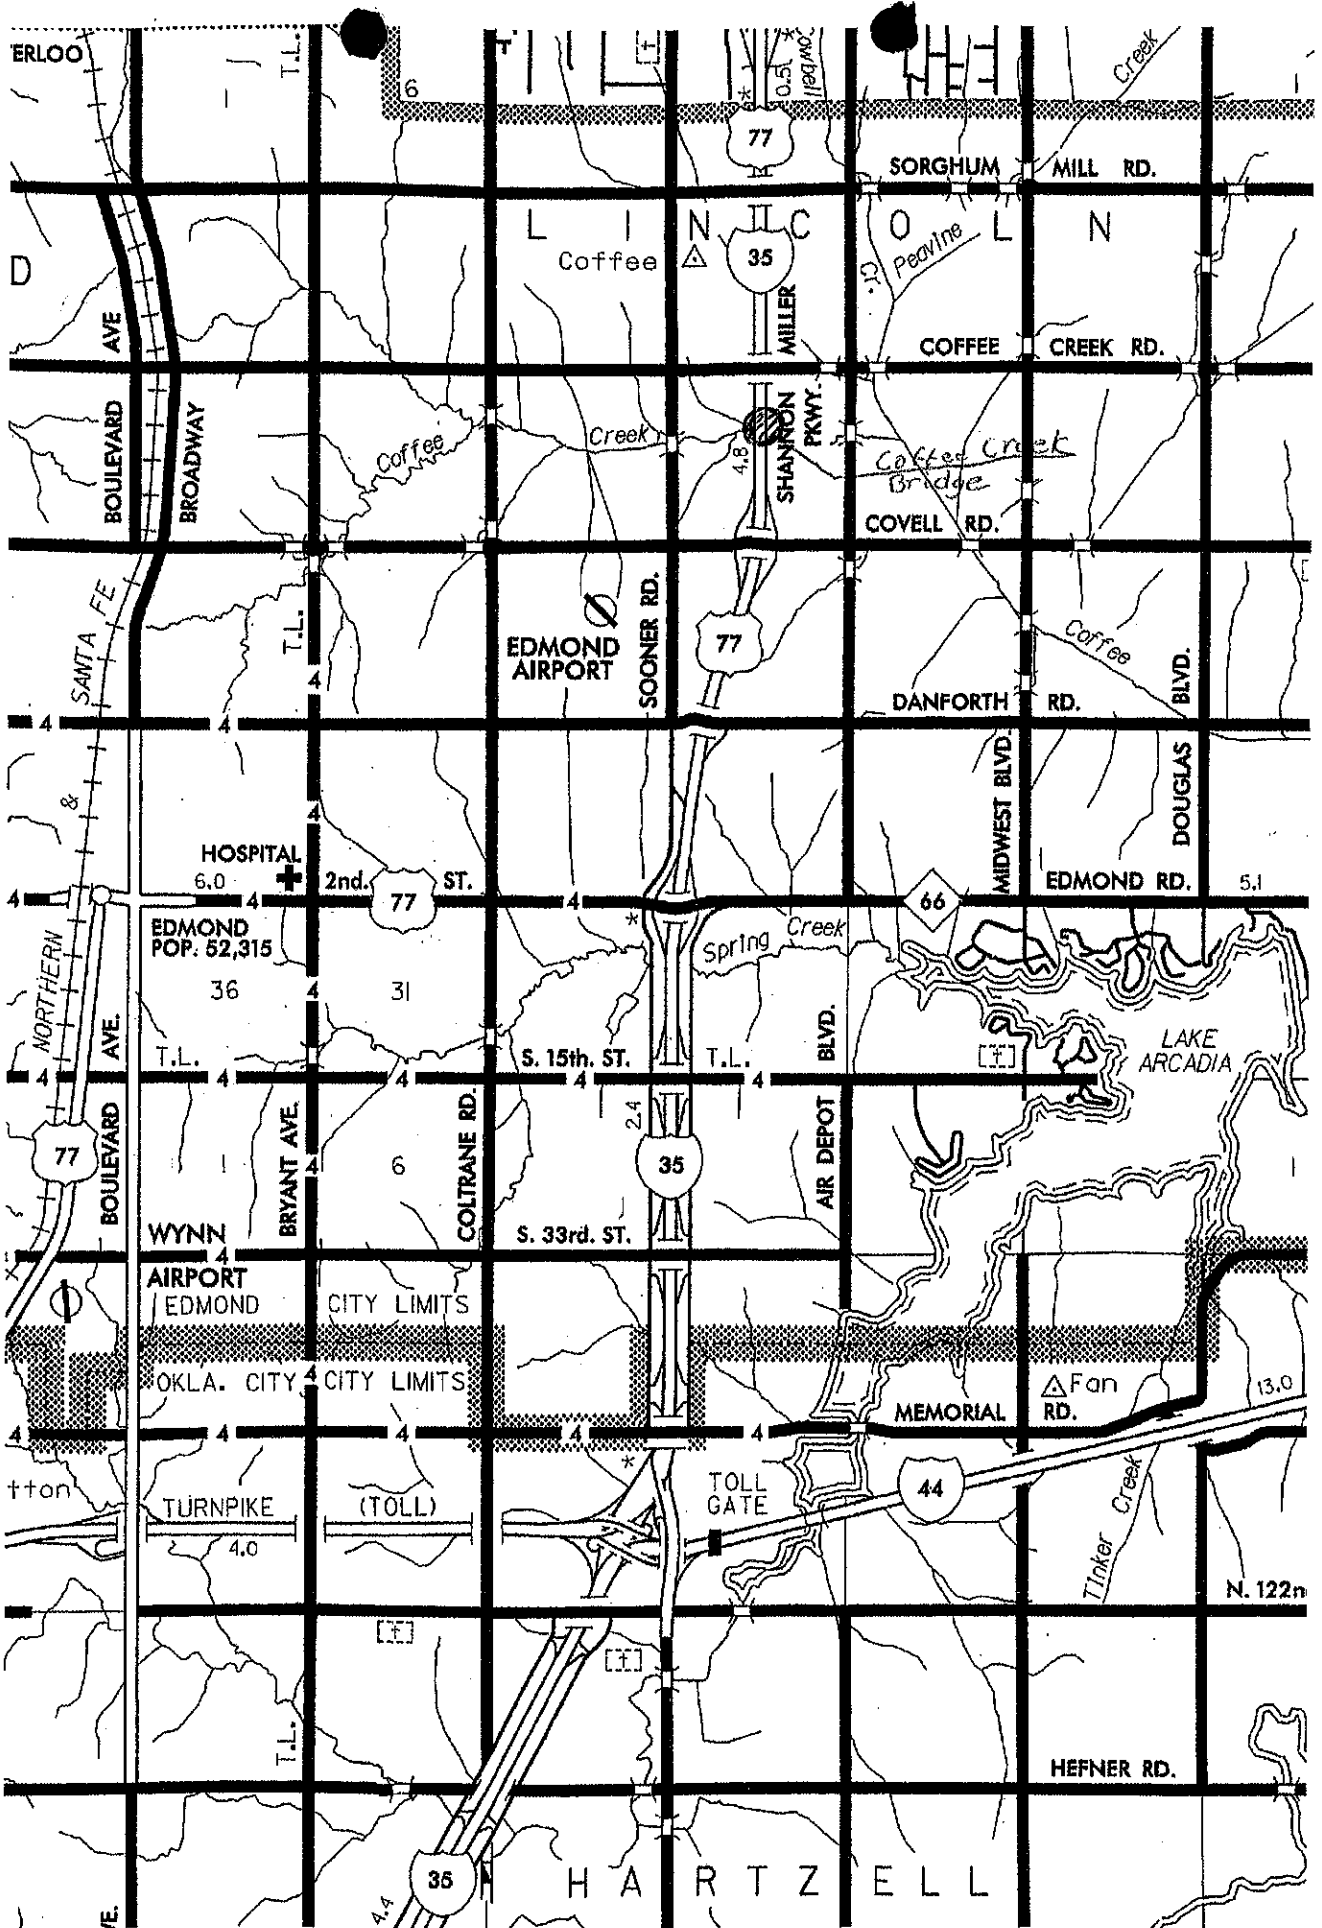 ERLOO
T.L.
6
*
0.5
*
Cowbell
Creek
77
SORGHUM MILL RD.
L I N C O L N
D
Coffee
35
Cr.
Peavine
MILLER
AVE
COFFEE CREEK RD.
BOULEVARD
BROADWAY
Coffee
Creek
4.8
SHANNON
PKWY.
Coffee Creek
Bridge
COVELL RD.
SANTA FE
T.L.
EDMOND
AIRPORT
SOONER RD.
77
Coffee
BLVD.
4
4
4
DANFORTH RD.
&
4
MIDWEST BLVD.
DOUGLAS
HOSPITAL
6.0
2nd.
77
ST.
EDMOND RD.
5.1
4
4
4
66
*
EDMOND
POP. 52,315
Spring Creek
NORTHERN
36
4
31
AVE.
BLVD.
LAKE
ARCADIA
T.L.
S. 15th. ST.
T.L.
4
4
4
4
4
BOULEVARD
BRYANT AVE.
COLTRANE RD.
2.4
AIR DEPOT
77
1
4
6
35
1
WYNN
S. 33rd. ST.
4
AIRPORT
EDMOND CITY LIMITS
OKLA. CITY 4 CITY LIMITS
Fan
13.0
MEMORIAL RD.
4
4
4
4
4
*
tton
TURNPIKE (TOLL)
TOLL
GATE
44
4.0
Tinker Creek
N. 122n
T.L.
HEFNER RD.
35
H A R T Z E L L
4.4
VE.